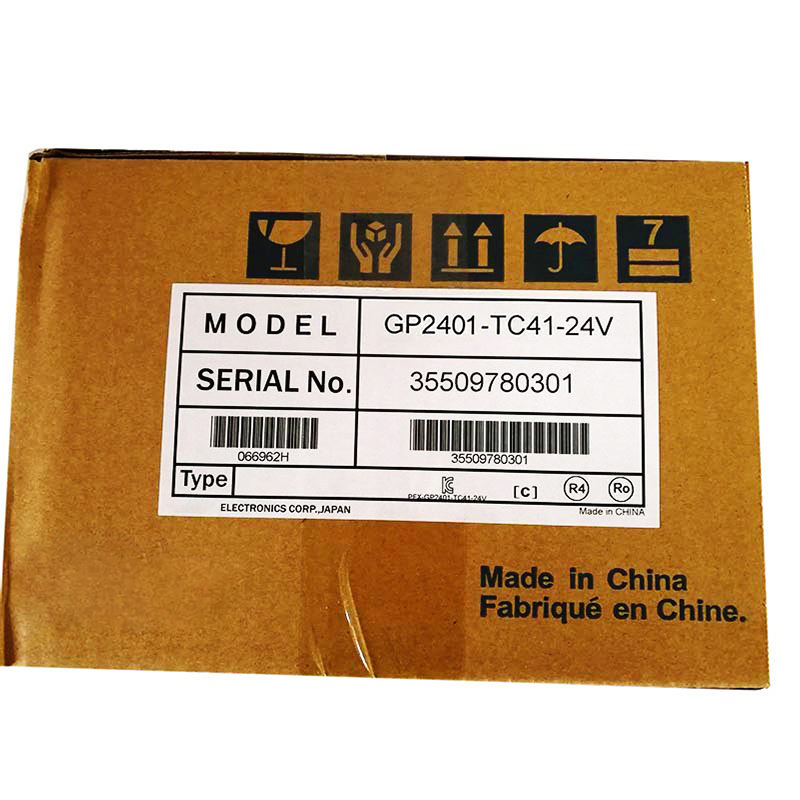 7
MODEL GP2401-TC41-24V
SERIAL No. 35509780301
066962H 35509780301
Type
PFX-GP2401-TC41-24V [C] R4 Ro
ELECTRONICS CORP.,JAPAN Made in CHINA
Made in China
Fabriqué en Chine.